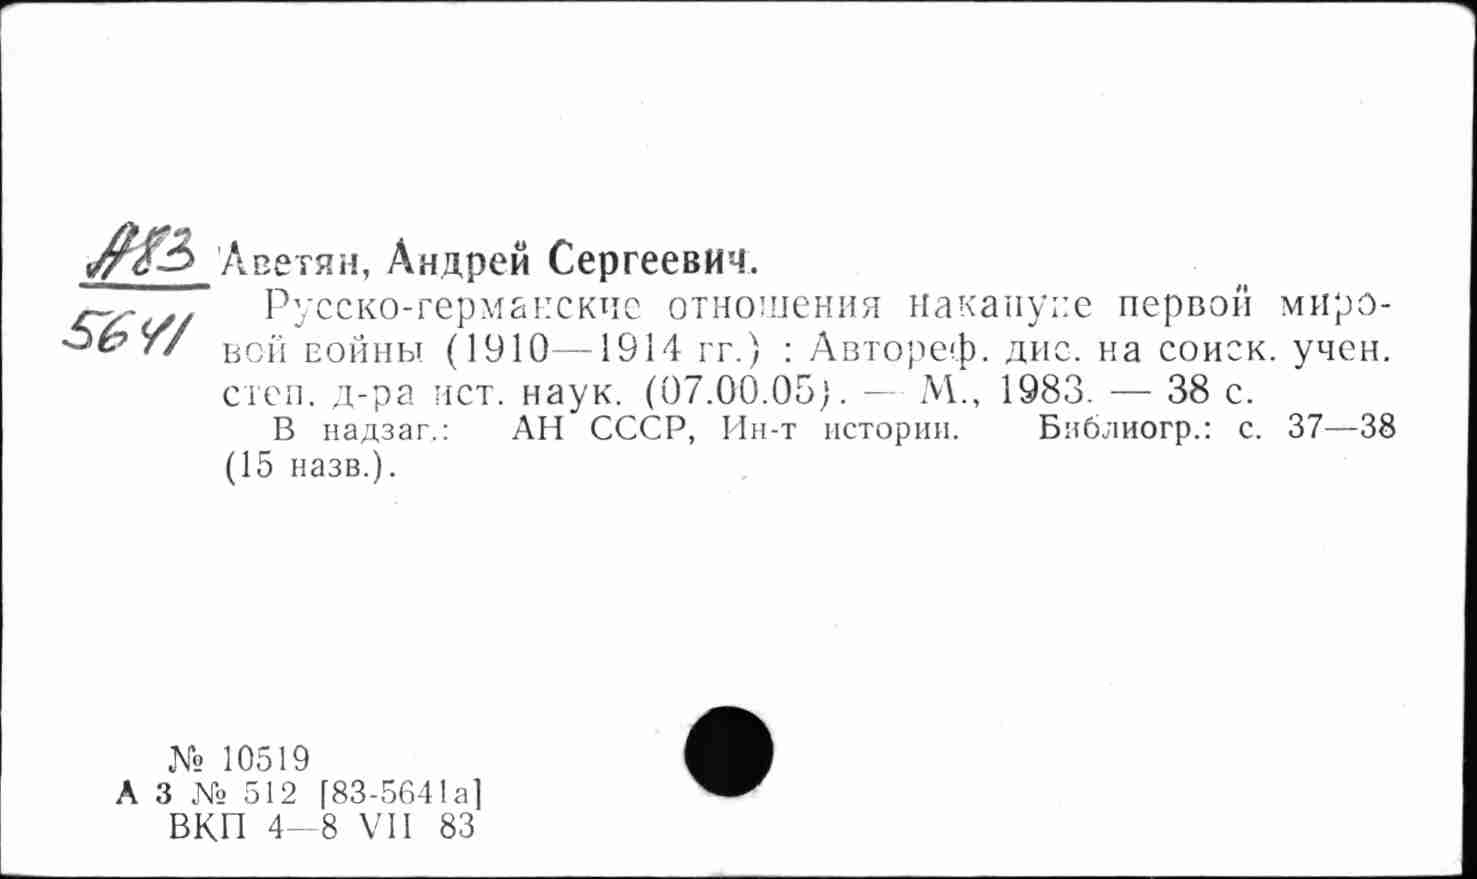 А83
5641
Аветян, Андрей Сергеевич.
Русско-германские отношения накануне первой миро-
вой войны (1910—1914 гг.) : Автореф. дис. на соиск. учен.
степ. д-ра ист. наук. (07.00.05). — М., 1983. — 38 с.
В надзаг.: АН СССР, Ин-т истории. Библиогр.: с. 37—38
(15 назв.).
№ 10519
А 3 № 512 [83-5641а]
ВКП 4—8 VII 83